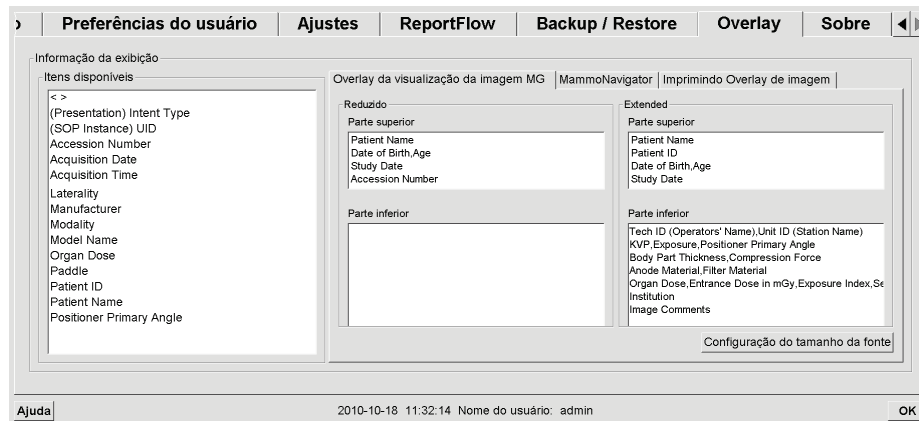 Preferências do usuário Ajustes ReportFlow Backup / Restore Overlay Sobre
Informação da exibição
Itens disponíveis
< >
(Presentation) Intent Type
(SOP Instance) UID
Accession Number
Acquisition Date
Acquisition Time
Laterality
Manufacturer
Modality
Model Name
Organ Dose
Paddle
Patient ID
Patient Name
Positioner Primary Angle
Overlay da visualização da imagem MG MammoNavigator Imprimindo Overlay de imagem
Reduzido
Parte superior
Patient Name
Date of Birth,Age
Study Date
Accession Number
Parte inferior
Extended
Parte superior
Patient Name
Patient ID
Date of Birth,Age
Study Date
Parte inferior
Tech ID (Operators' Name),Unit ID (Station Name)
KVP,Exposure,Positioner Primary Angle
Body Part Thickness,Compression Force
Anode Material,Filter Material
Organ Dose,Entrance Dose in mGy,Exposure Index,Se
Institution
Image Comments
Configuração do tamanho da fonte
Ajuda 2010-10-18 11:32:14 Nome do usuário: admin OK